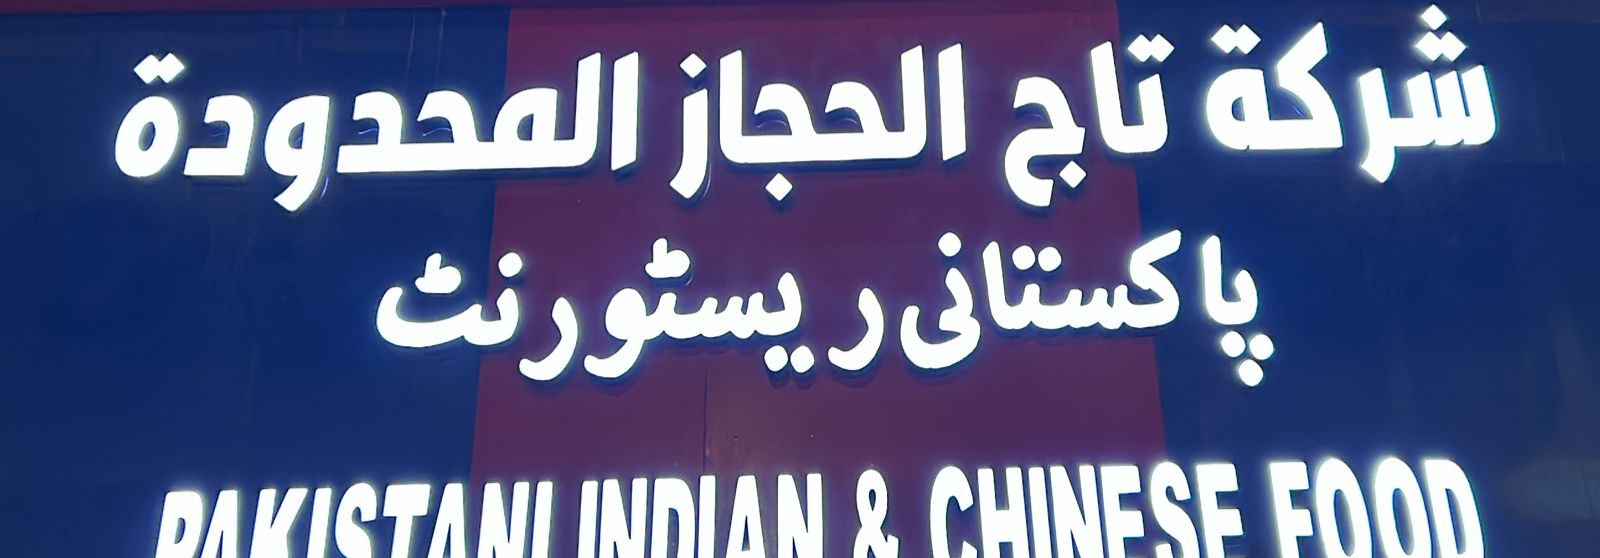 شركة تاج الحجاز المحدودة
پاکستانی ریسٹورنٹ
PAKISTANI INDIAN & CHINESE FOOD